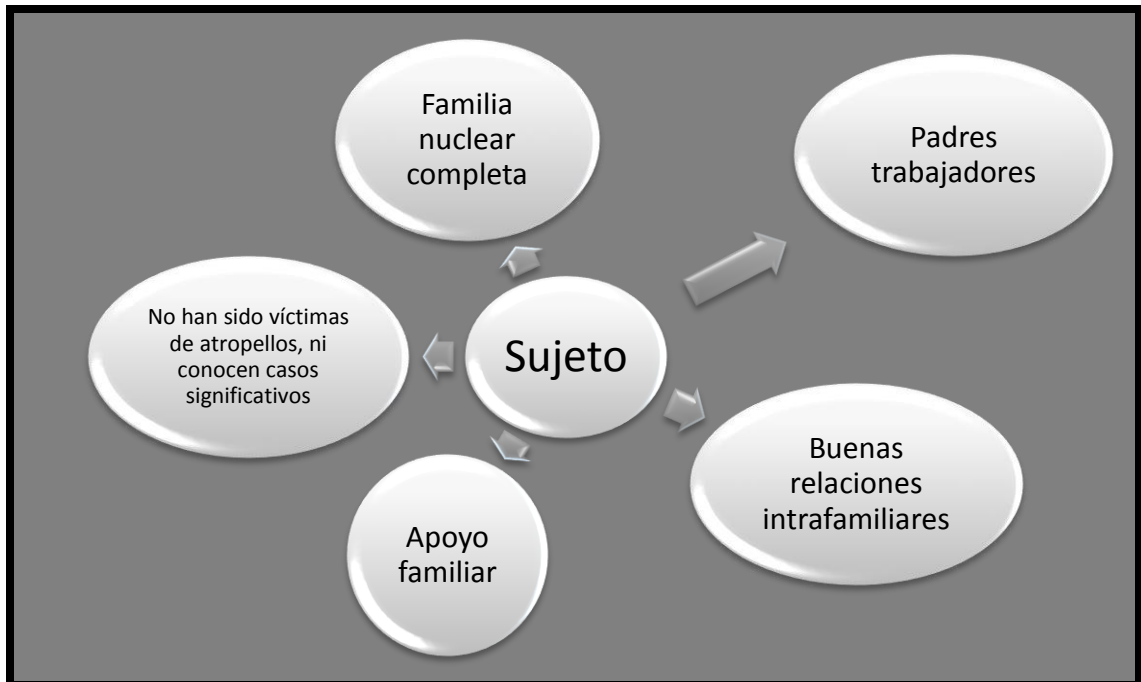 Familia
nuclear
completa
Padres
trabajadores
No han sido víctimas
de atropellos, ni
conocen casos
significativos
Sujeto
Buenas
relaciones
intrafamiliares
Apoyo
familiar